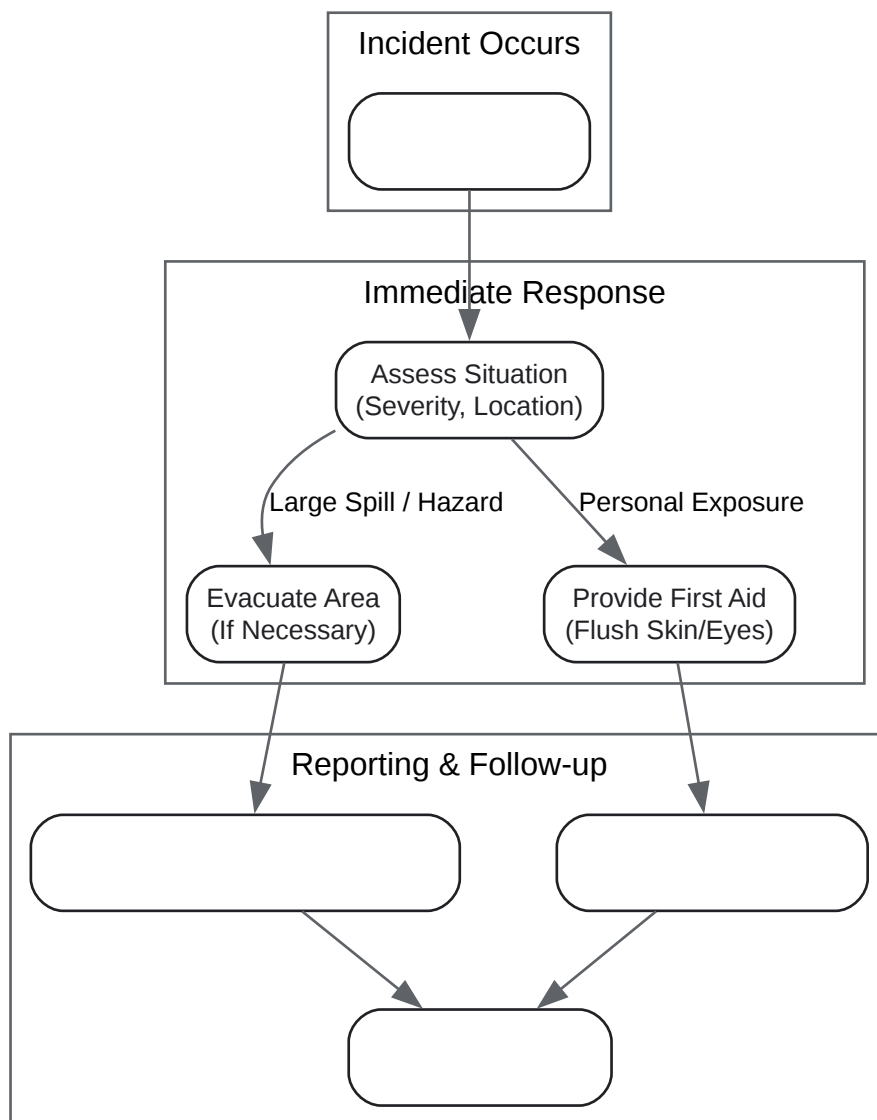 Incident Occurs
Immediate Response
Assess Situation
(Severity, Location)
Large Spill / Hazard
Personal Exposure
Evacuate Area
(If Necessary)
Provide First Aid
(Flush Skin/Eyes)
Reporting & Follow-up